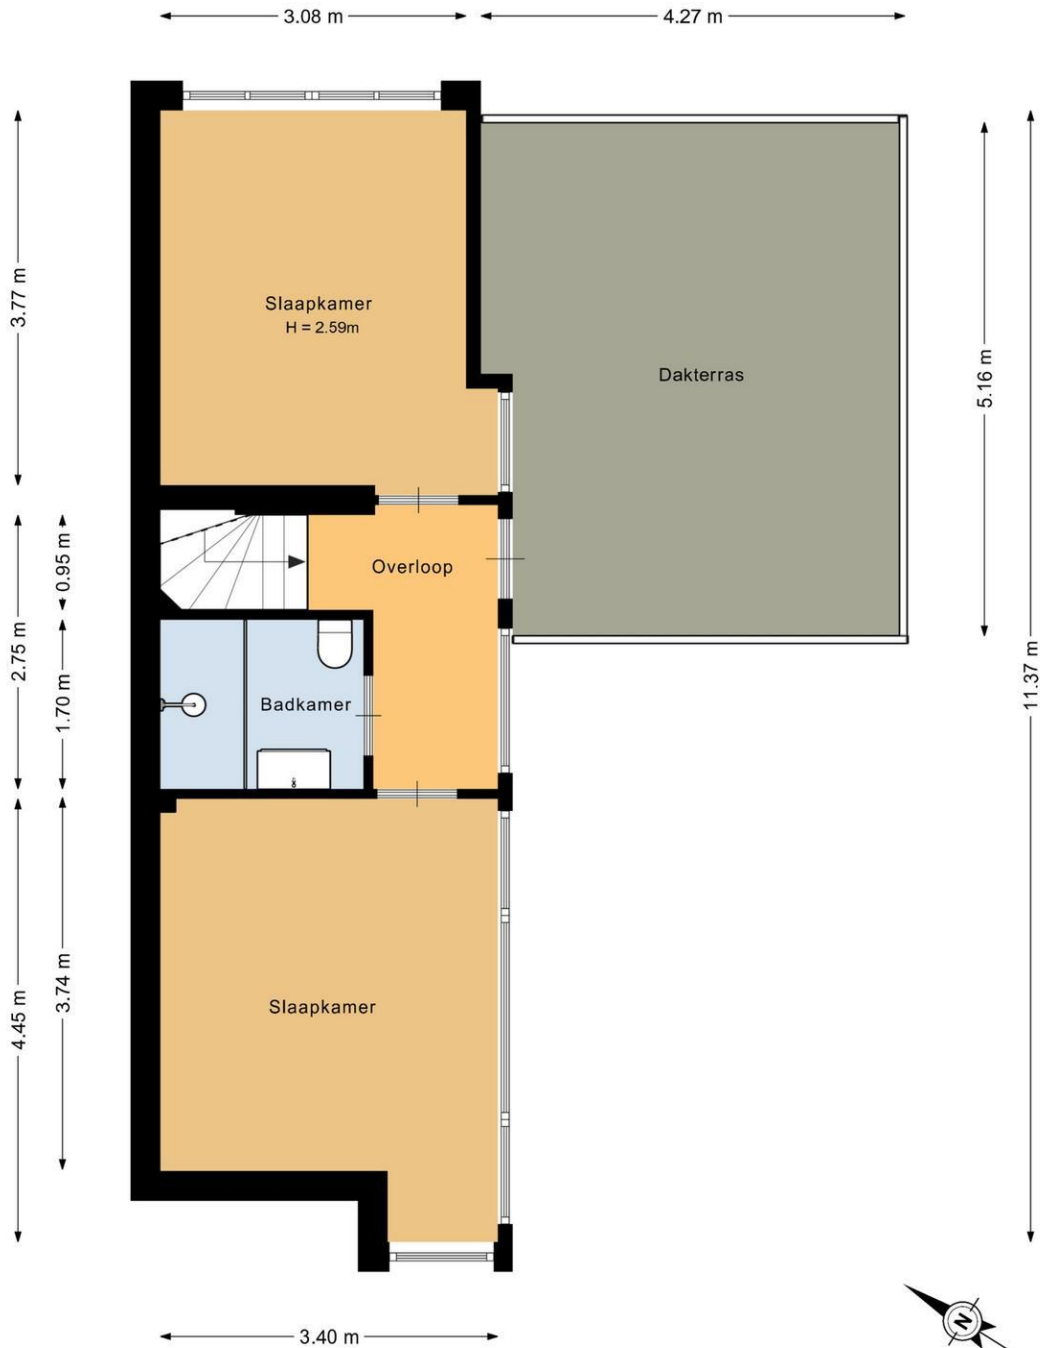 3.08 m
4.27 m
3.77 m
Slaapkamer
H = 2.59m
Dakterras
5.16 m
0.95 m
Overloop
2.75 m
1.70 m
Badkamer
11.37 m
3.74 m
4.45 m
Slaapkamer
N
3.40 m